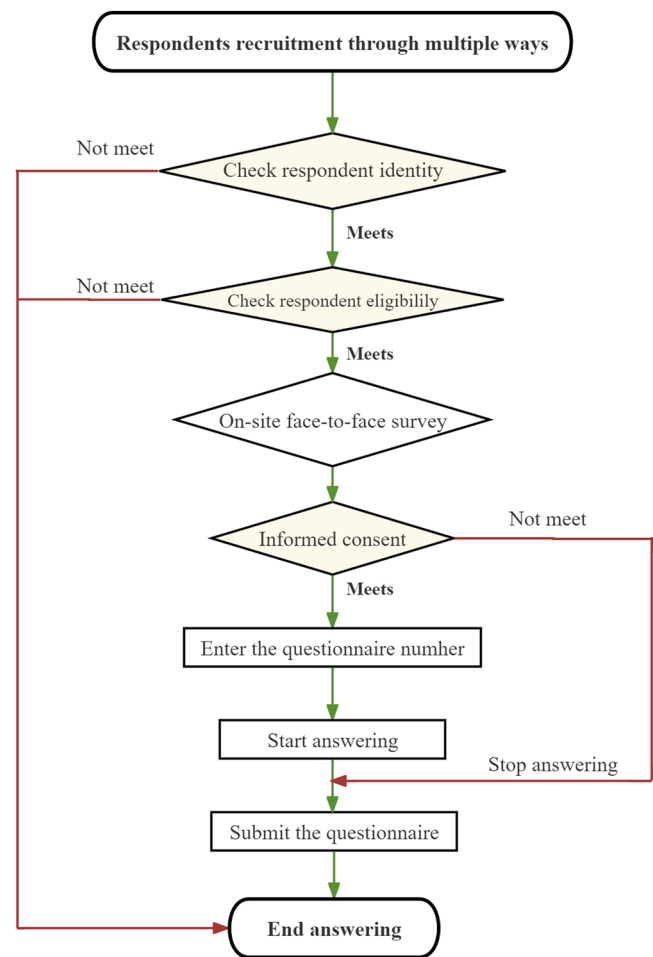 Respondents recruitment through multiple ways
Not meet
Check respondent identity
Meets
Not meet
Check respondent eligibilily
Meets
On-site face-to-face survey
Not meet
Informed consent
Meets
Enter the questionnaire numher
Start answering
Stop answering
Submit the questionnaire
End answering